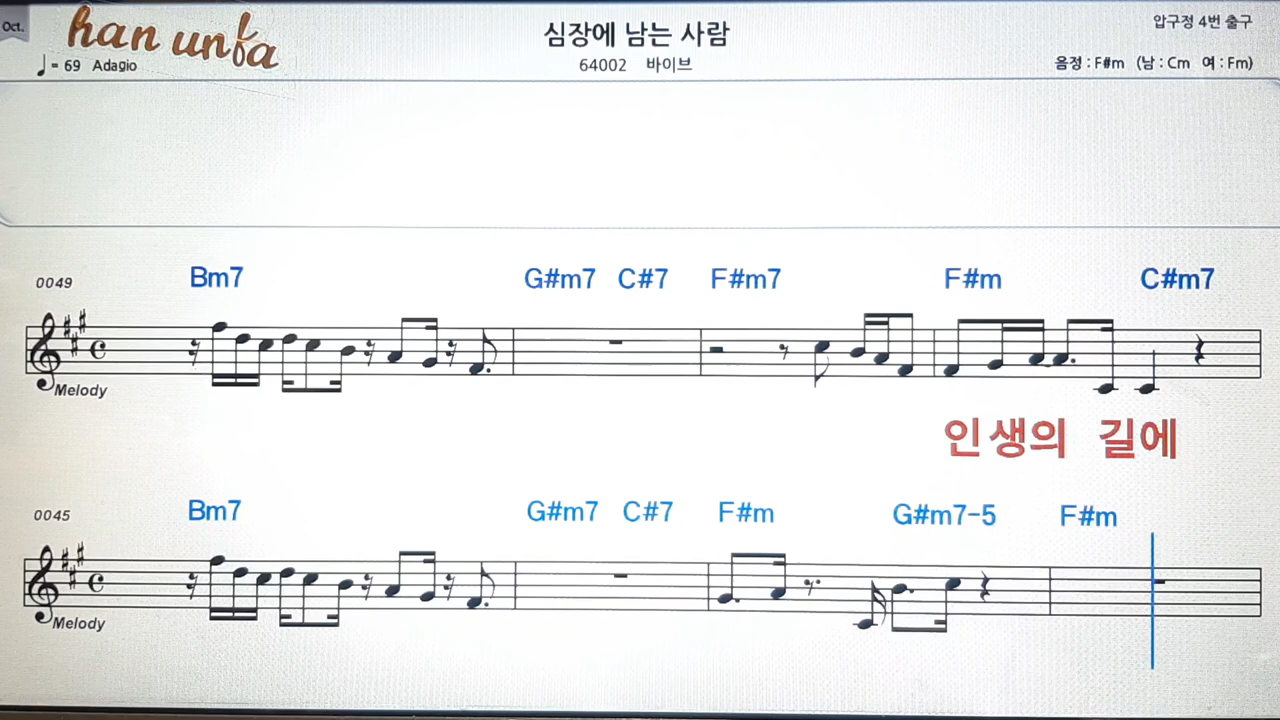 Oct.
han unfa
심장에 남는 사람
압구정 4번 출구
♩= 69 Adagio
64002 바이브
음정 : F#m (남 : Cm 여 : Fm)
0049
Bm7 G#m7 C#7 F#m7 F#m C#m7
Melody
인생의 길에
0045
Bm7 G#m7 C#7 F#m G#m7-5 F#m
Melody